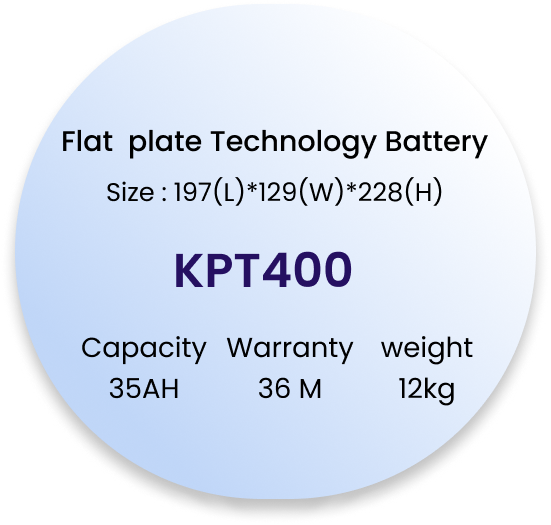 Flat plate Technology Battery
Size : 197(L)*129(W)*228(H)
KPT400
Capacity Warranty weight
35AH 36 M 12kg